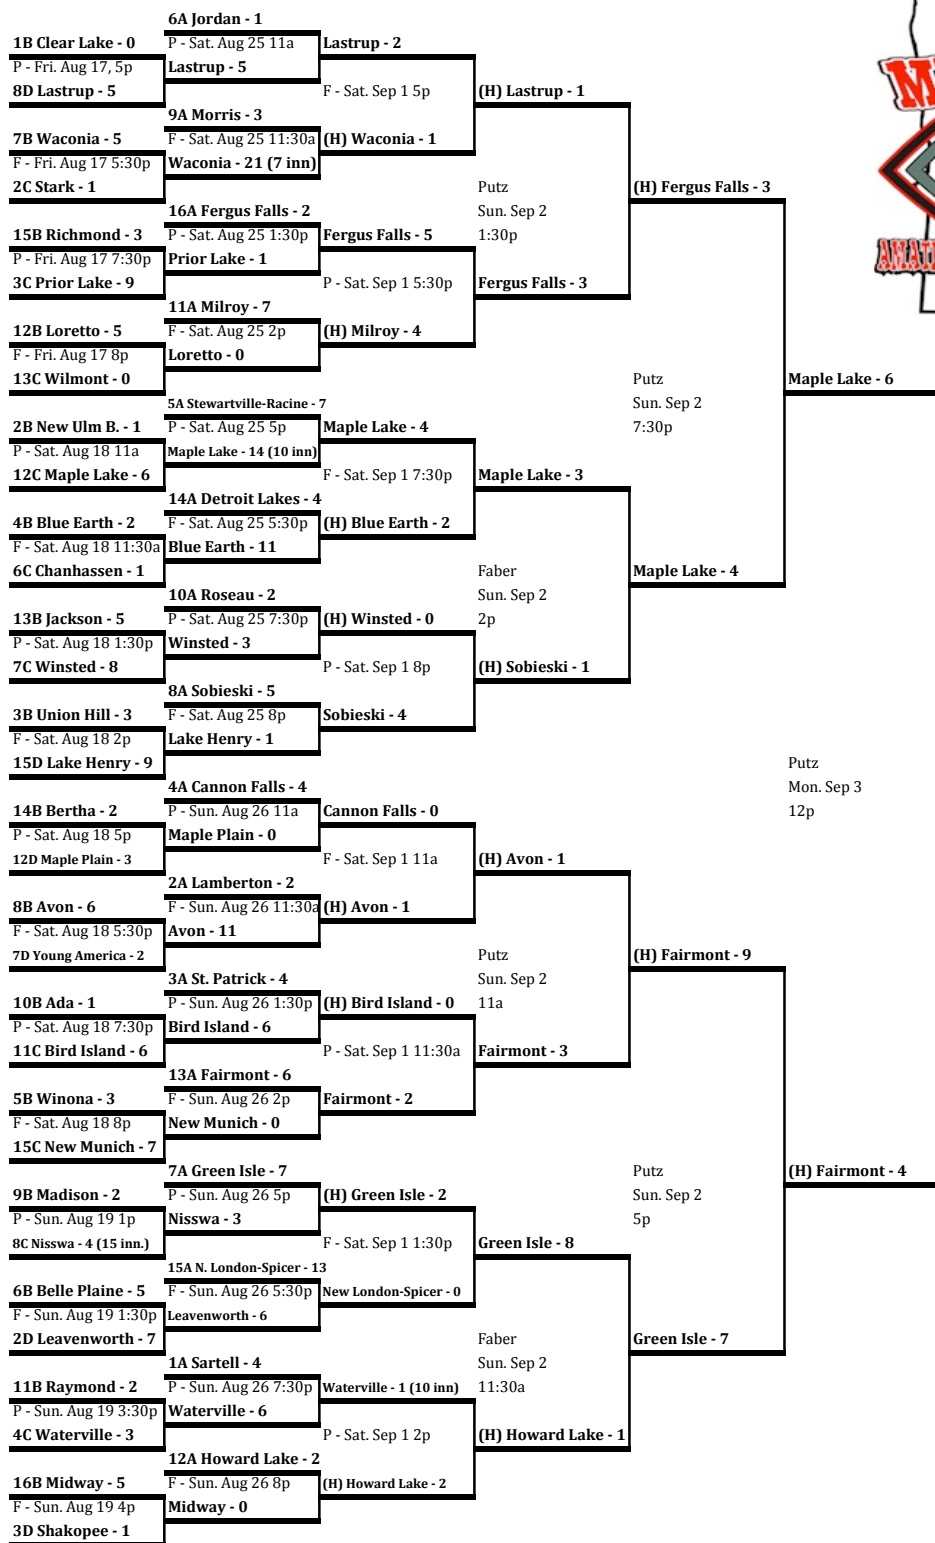 6A Jordan - 1
1B Clear Lake - 0
P - Sat. Aug 25 11a
Lastrup - 2
P - Fri. Aug 17, 5p
Lastrup - 5
8D Lastrup - 5
F - Sat. Sep 1 5p
(H) Lastrup - 1
9A Morris - 3
7B Waconia - 5
F - Sat. Aug 25 11:30a
(H) Waconia - 1
F - Fri. Aug 17 5:30p
Waconia - 21 (7 inn)
2C Stark - 1
Putz
(H) Fergus Falls - 3
16A Fergus Falls - 2
Sun. Sep 2
15B Richmond - 3
P - Sat. Aug 25 1:30p
Fergus Falls - 5
1:30p
P - Fri. Aug 17 7:30p
Prior Lake - 1
3C Prior Lake - 9
P - Sat. Sep 1 5:30p
Fergus Falls - 3
11A Milroy - 7
12B Loretto - 5
F - Sat. Aug 25 2p
(H) Milroy - 4
F - Fri. Aug 17 8p
Loretto - 0
13C Wilmont - 0
Putz
Maple Lake - 6
5A Stewartville-Racine - 7
Sun. Sep 2
2B New Ulm B. - 1
P - Sat. Aug 25 5p
Maple Lake - 4
7:30p
P - Sat. Aug 18 11a
Maple Lake - 14 (10 inn)
12C Maple Lake - 6
F - Sat. Sep 1 7:30p
Maple Lake - 3
14A Detroit Lakes - 4
4B Blue Earth - 2
F - Sat. Aug 25 5:30p
(H) Blue Earth - 2
F - Sat. Aug 18 11:30a
Blue Earth - 11
6C Chanhassen - 1
Faber
Maple Lake - 4
10A Roseau - 2
Sun. Sep 2
13B Jackson - 5
P - Sat. Aug 25 7:30p
(H) Winsted - 0
2p
P - Sat. Aug 18 1:30p
Winsted - 3
7C Winsted - 8
P - Sat. Sep 1 8p
(H) Sobieski - 1
8A Sobieski - 5
3B Union Hill - 3
F - Sat. Aug 25 8p
Sobieski - 4
F - Sat. Aug 18 2p
Lake Henry - 1
15D Lake Henry - 9
Putz
4A Cannon Falls - 4
Mon. Sep 3
14B Bertha - 2
P - Sun. Aug 26 11a
Cannon Falls - 0
12p
P - Sat. Aug 18 5p
Maple Plain - 0
12D Maple Plain - 3
F - Sat. Sep 1 11a
(H) Avon - 1
2A Lamberton - 2
8B Avon - 6
F - Sun. Aug 26 11:30a
(H) Avon - 1
F - Sat. Aug 18 5:30p
Avon - 11
7D Young America - 2
Putz
(H) Fairmont - 9
3A St. Patrick - 4
Sun. Sep 2
10B Ada - 1
P - Sun. Aug 26 1:30p
(H) Bird Island - 0
11a
P - Sat. Aug 18 7:30p
Bird Island - 6
11C Bird Island - 6
P - Sat. Sep 1 11:30a
Fairmont - 3
13A Fairmont - 6
5B Winona - 3
F - Sun. Aug 26 2p
Fairmont - 2
F - Sat. Aug 18 8p
New Munich - 0
15C New Munich - 7
Putz
(H) Fairmont - 4
7A Green Isle - 7
Sun. Sep 2
9B Madison - 2
P - Sun. Aug 26 5p
(H) Green Isle - 2
5p
P - Sun. Aug 19 1p
Nisswa - 3
8C Nisswa - 4 (15 inn.)
F - Sat. Sep 1 1:30p
Green Isle - 8
15A N. London-Spicer - 13
6B Belle Plaine - 5
F - Sun. Aug 26 5:30p
New London-Spicer - 0
F - Sun. Aug 19 1:30p
Leavenworth - 6
2D Leavenworth - 7
Faber
Green Isle - 7
1A Sartell - 4
Sun. Sep 2
11B Raymond - 2
P - Sun. Aug 26 7:30p
Waterville - 1 (10 inn)
11:30a
P - Sun. Aug 19 3:30p
Waterville - 6
4C Waterville - 3
P - Sat. Sep 1 2p
(H) Howard Lake - 1
12A Howard Lake - 2
16B Midway - 5
F - Sun. Aug 26 8p
(H) Howard Lake - 2
F - Sun. Aug 19 4p
Midway - 0
3D Shakopee - 1